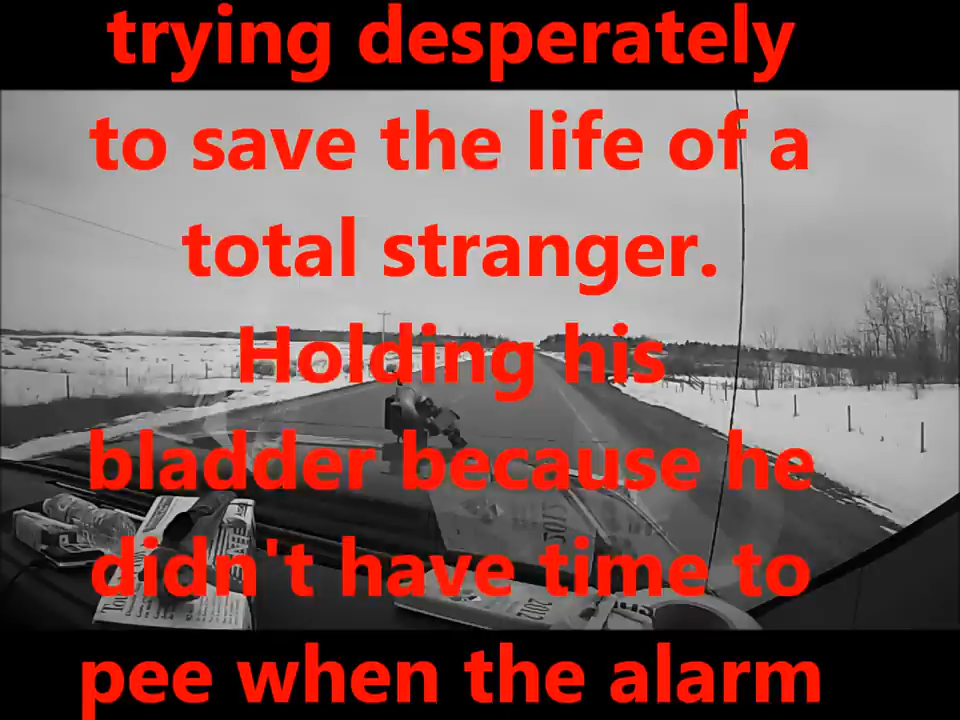 trying desperately
to save the life of a
total stranger.
Holding his
bladder because he
didn't have time to
pee when the alarm
2012